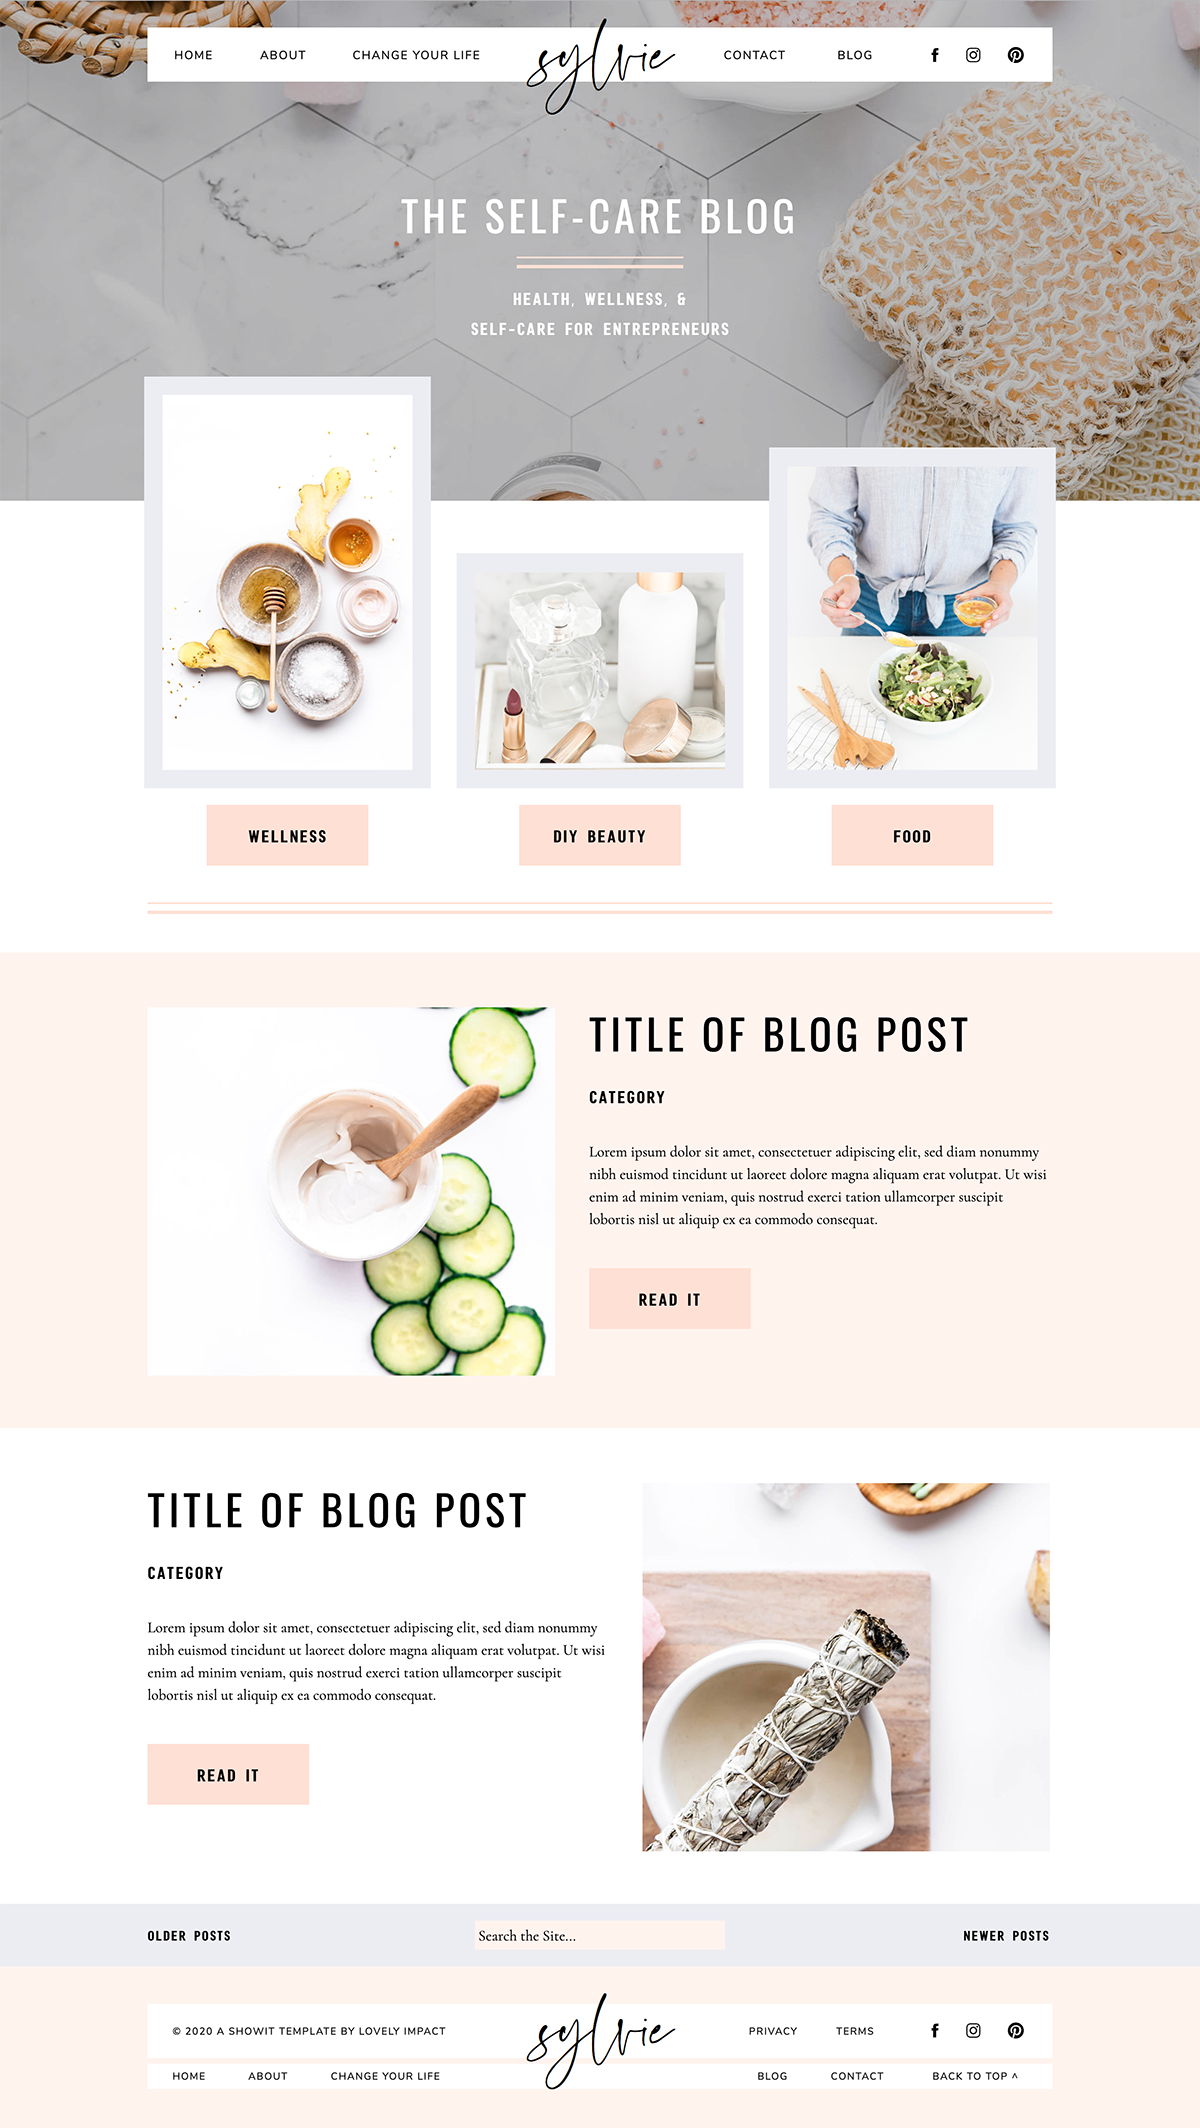 HOME ABOUT CHANGE YOUR LIFE sylvie CONTACT BLOG
THE SELF-CARE BLOG
HEALTH, WELLNESS, &
SELF-CARE FOR ENTREPRENEURS
WELLNESS DIY BEAUTY FOOD
TITLE OF BLOG POST
CATEGORY
Lorem ipsum dolor sit amet, consectetuer adipiscing elit, sed diam nonummy
nibh euismod tincidunt ut laoreet dolore magna aliquam erat volutpat. Ut wisi
enim ad minim veniam, quis nostrud exerci tation ullamcorper suscipit
lobortis nisl ut aliquip ex ea commodo consequat.
READ IT
TITLE OF BLOG POST
CATEGORY
Lorem ipsum dolor sit amet, consectetuer adipiscing elit, sed diam nonummy
nibh euismod tincidunt ut laoreet dolore magna aliquam erat volutpat. Ut wisi
enim ad minim veniam, quis nostrud exerci tation ullamcorper suscipit
lobortis nisl ut aliquip ex ea commodo consequat.
READ IT
OLDER POSTS Search the Site... NEWER POSTS
© 2020 A SHOWIT TEMPLATE BY LOVELY IMPACT sylvie PRIVACY TERMS
HOME ABOUT CHANGE YOUR LIFE BLOG CONTACT BACK TO TOP ^